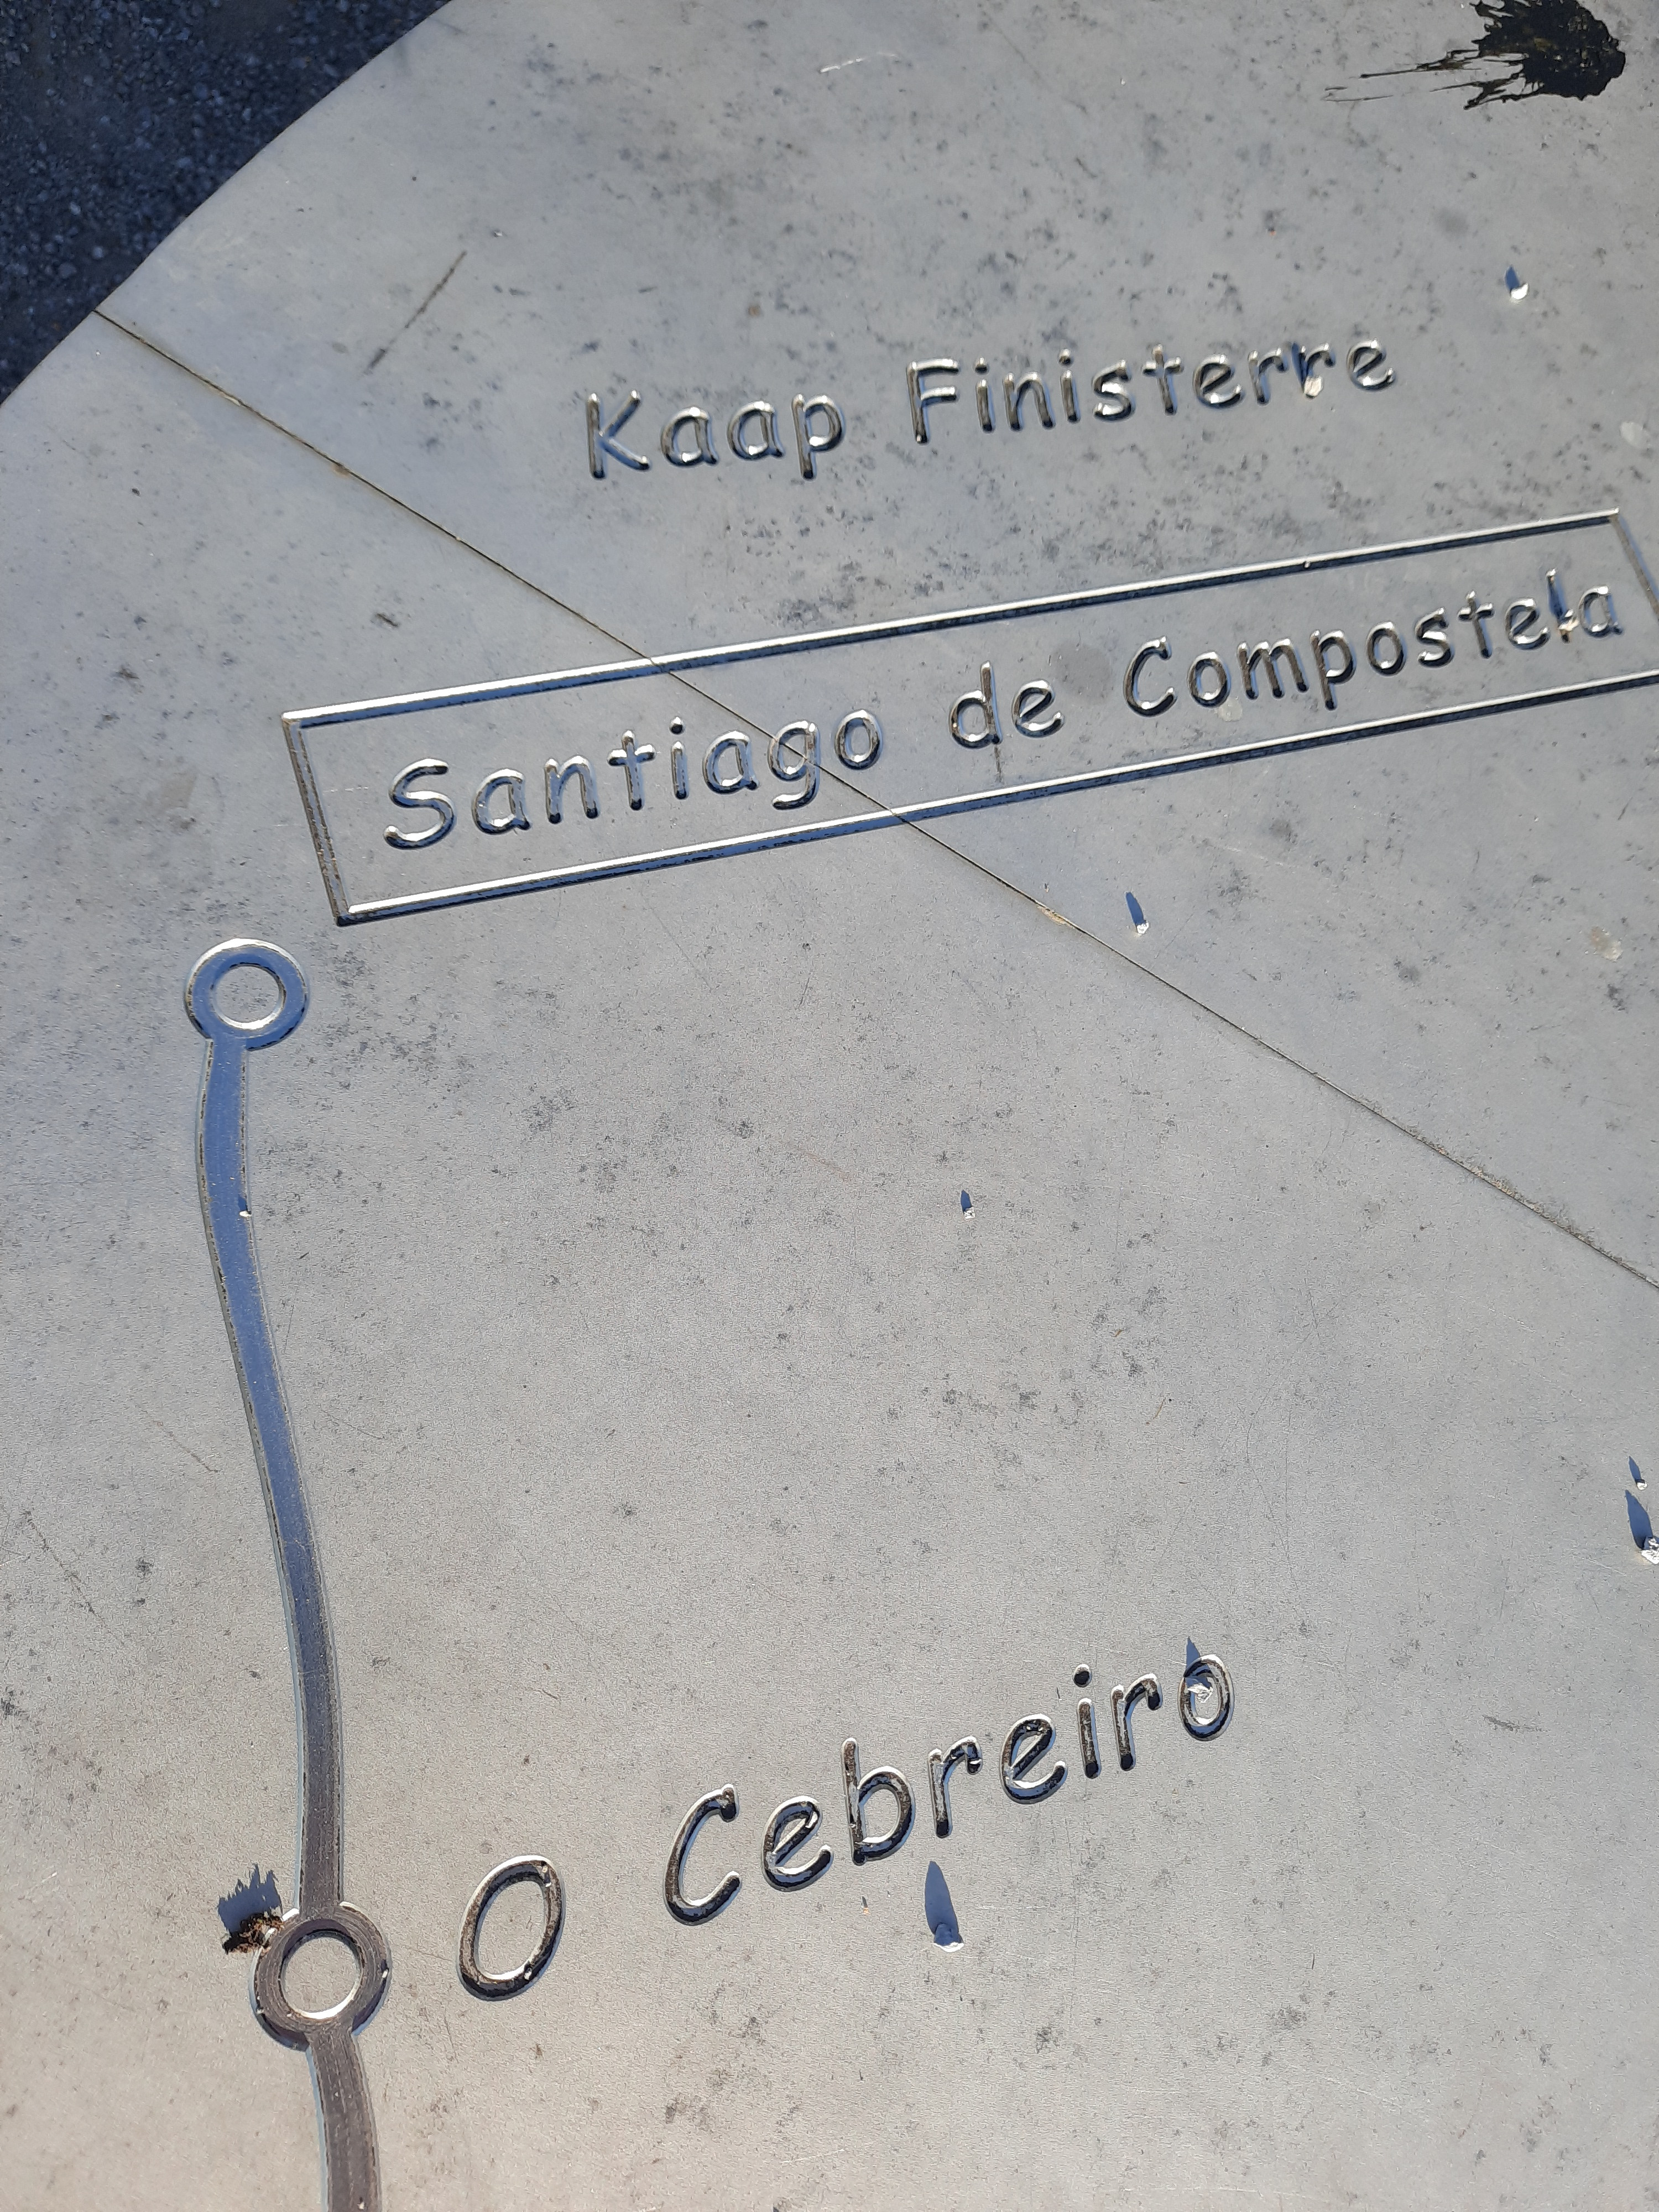 Kaap Finisterre
Santiago de Compostela
O Cebreiro